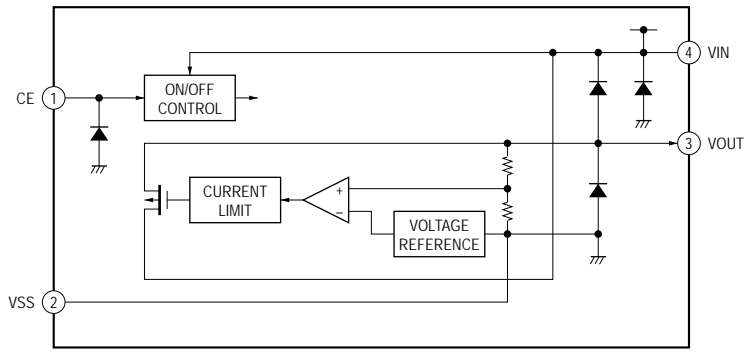 4 VIN
CE 1
ON/OFF
CONTROL
3 VOUT
CURRENT
LIMIT
+
−
VOLTAGE
REFERENCE
VSS 2